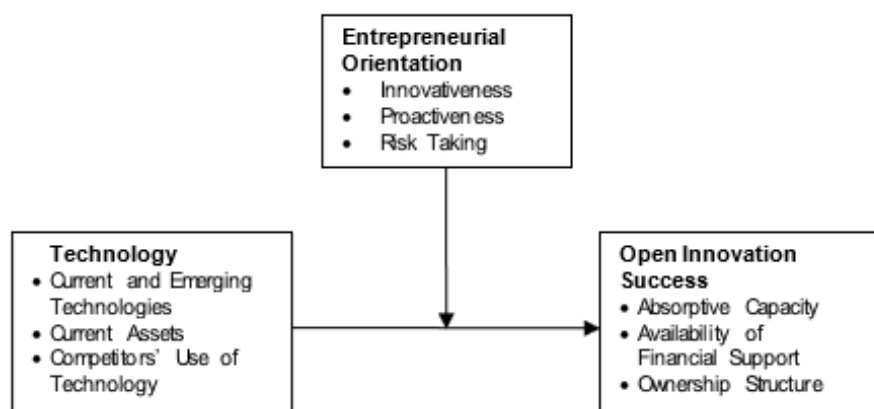 Entrepreneurial
Orientation
• Innovativeness
• Proactiveness
• Risk Taking
Technology
• Current and Emerging
Technologies
• Current Assets
• Competitors' Use of
Technology
Open Innovation
Success
• Absorptive Capacity
• Availability of
Financial Support
• Ownership Structure